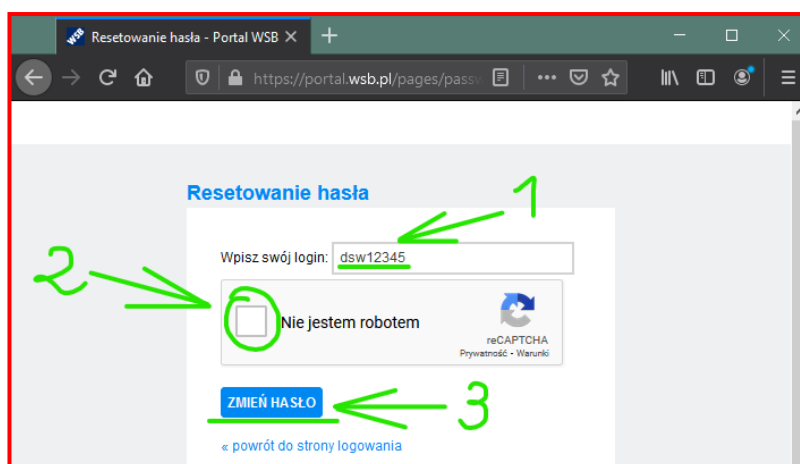 WSB Resetowanie hasła - Portal WSB
https://portal.wsb.pl/pages/passw
Resetowanie hasła
1
Wpisz swój login: dsw12345
2
Nie jestem robotem
reCAPTCHA
Prywatność - Warunki
ZMIEŃ HASŁO
3
« powrót do strony logowania